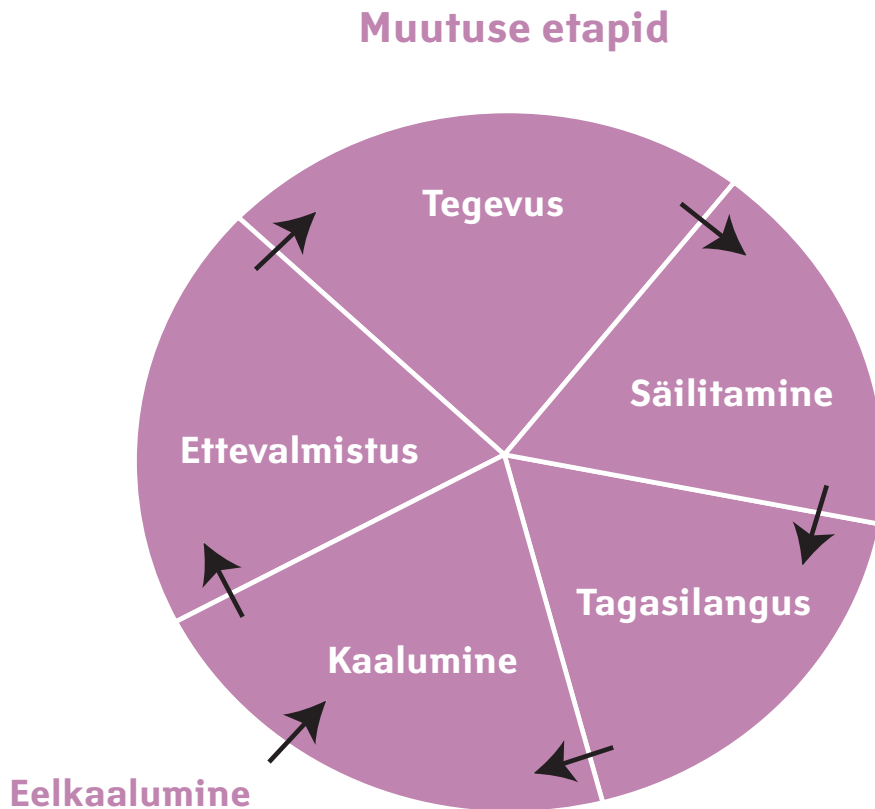 Muutuse etapid
Tegevus
Säilitamine
Ettevalmistus
Tagasilangus
Kaalumine
Eelkaalumine